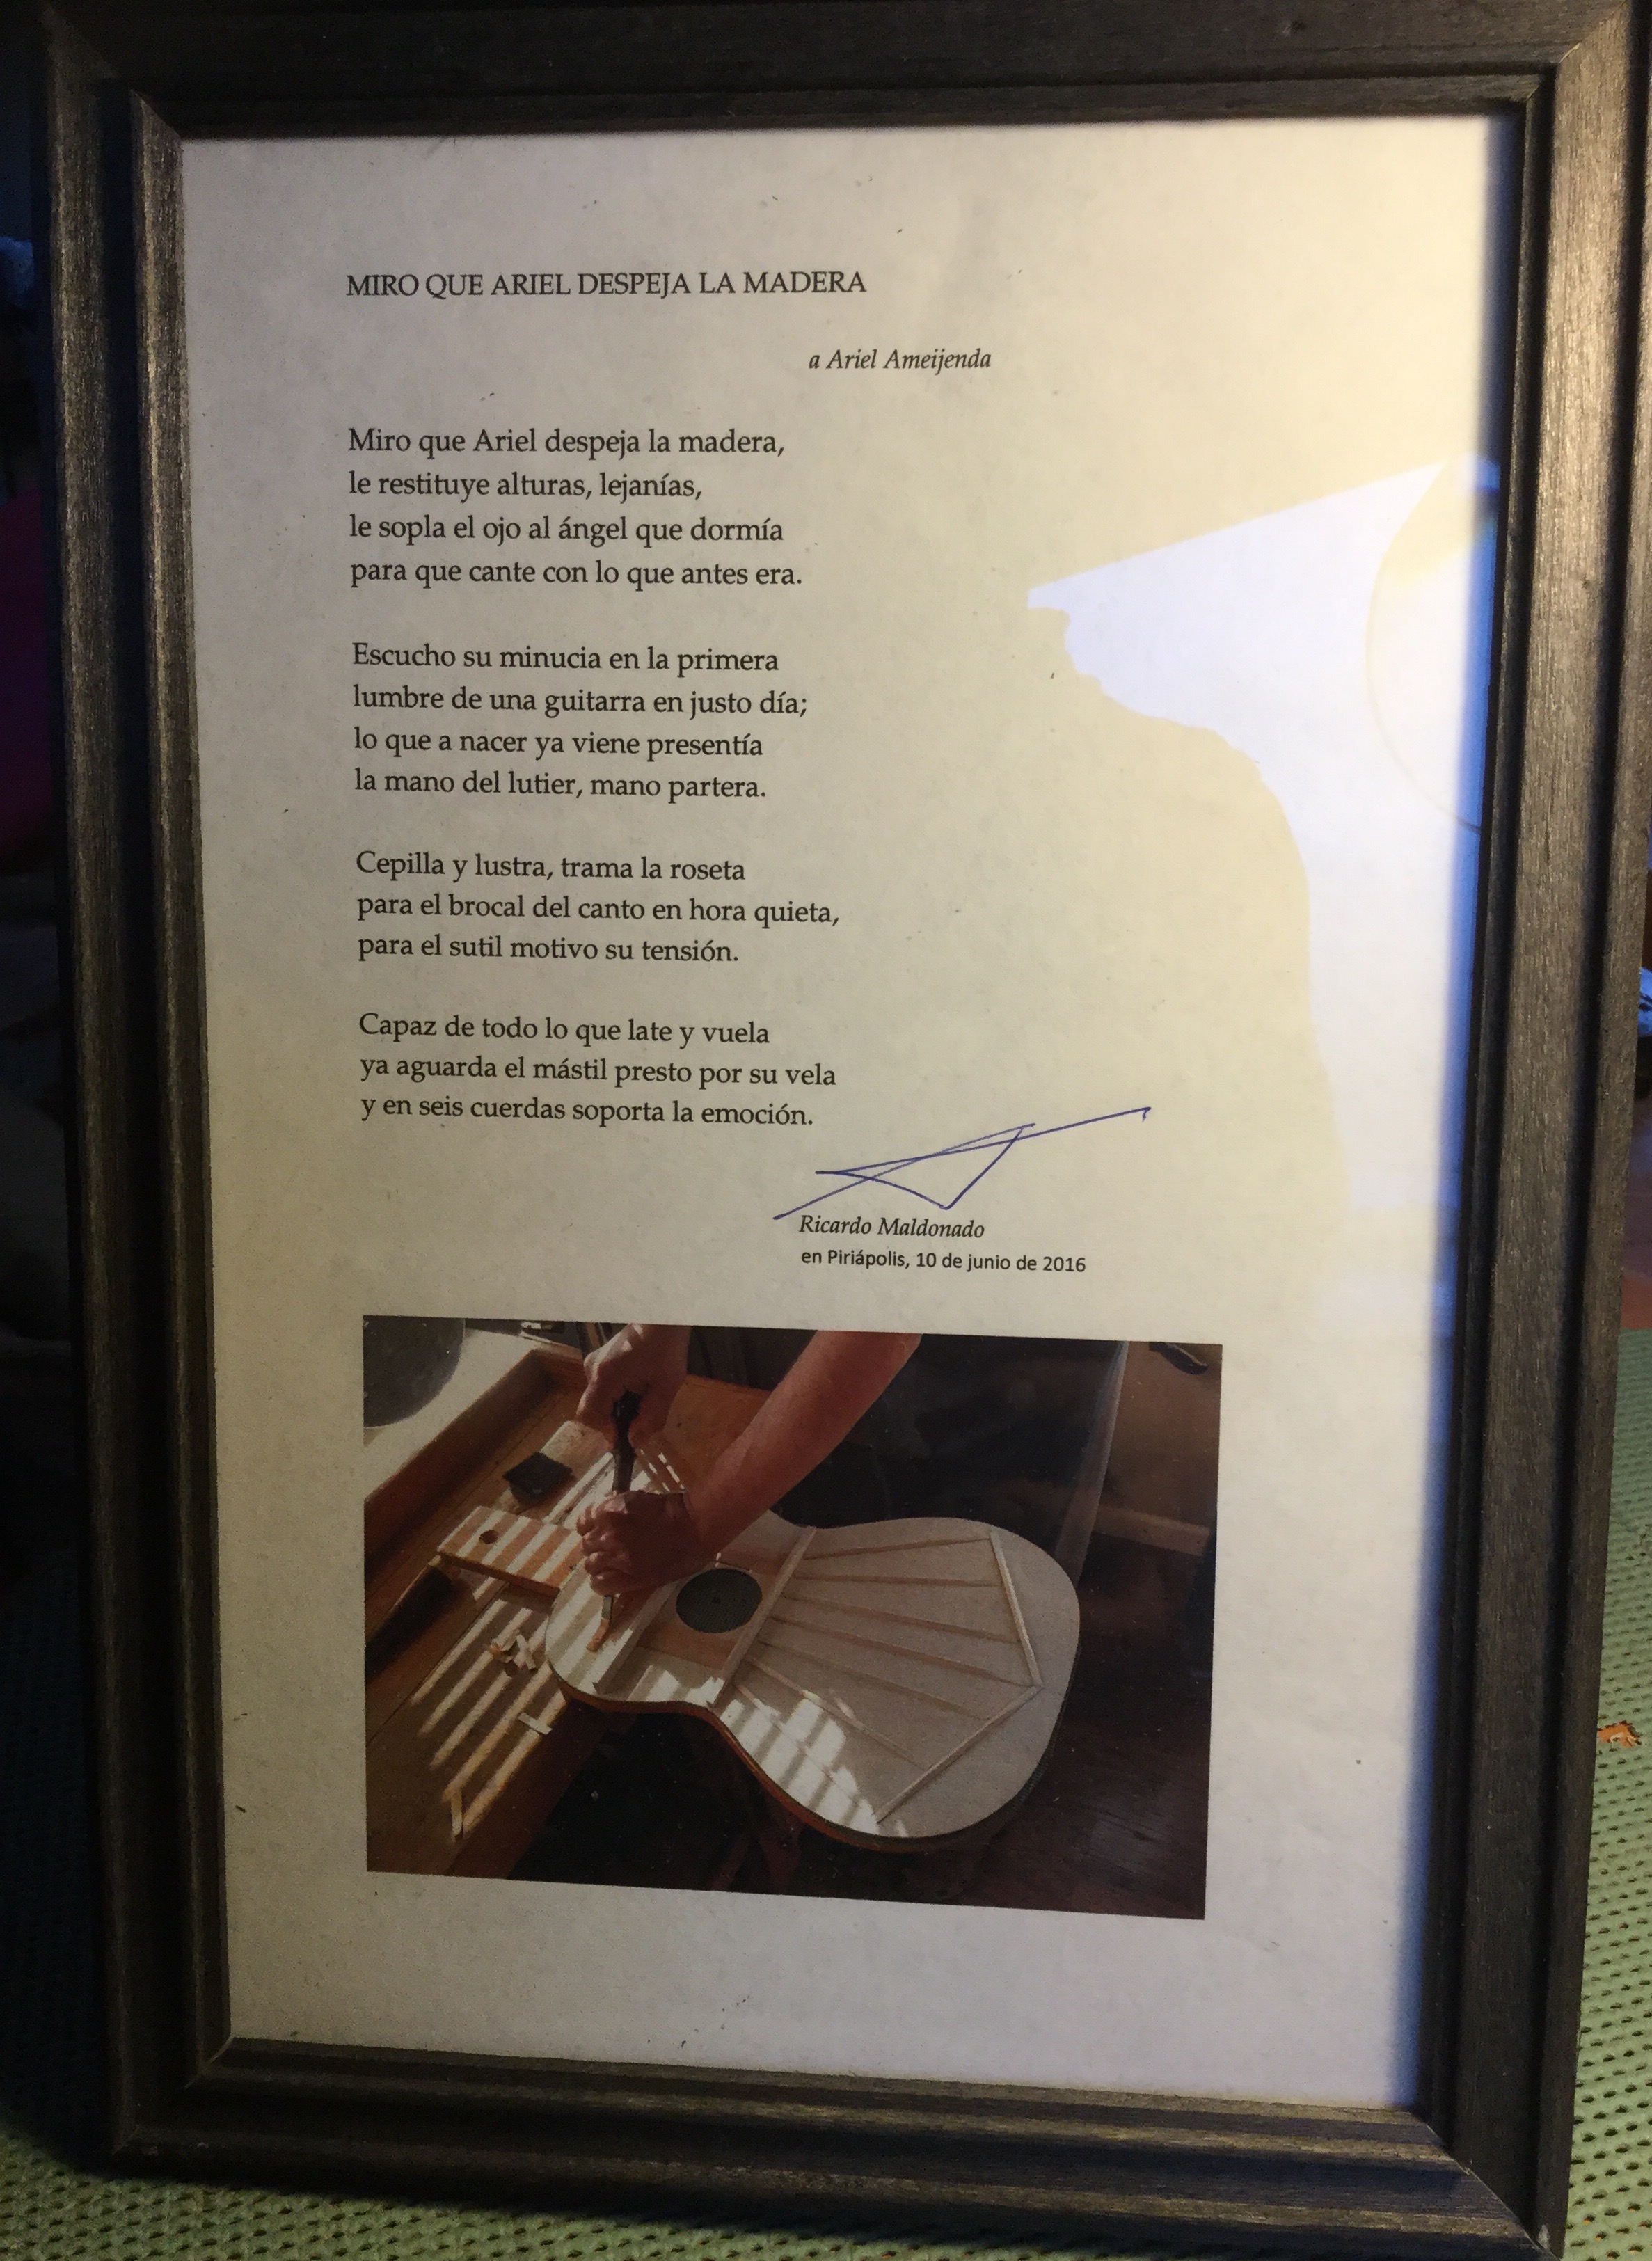 MIRO QUE ARIEL DESPEJA LA MADERA
a Ariel Ameijenda
Miro que Ariel despeja la madera,
le restituye alturas, lejanías,
le sopla el ojo al ángel que dormía
para que cante con lo que antes era.
Escucho su minucia en la primera
lumbre de una guitarra en justo día;
lo que a nacer ya viene presentía
la mano del lutier, mano partera.
Cepilla y lustra, trama la roseta
para el brocal del canto en hora quieta,
para el sutil motivo su tensión.
Capaz de todo lo que late y vuela
ya aguarda el mástil presto por su vela
y en seis cuerdas soporta la emoción.
Ricardo Maldonado
en Piriápolis, 10 de junio de 2016